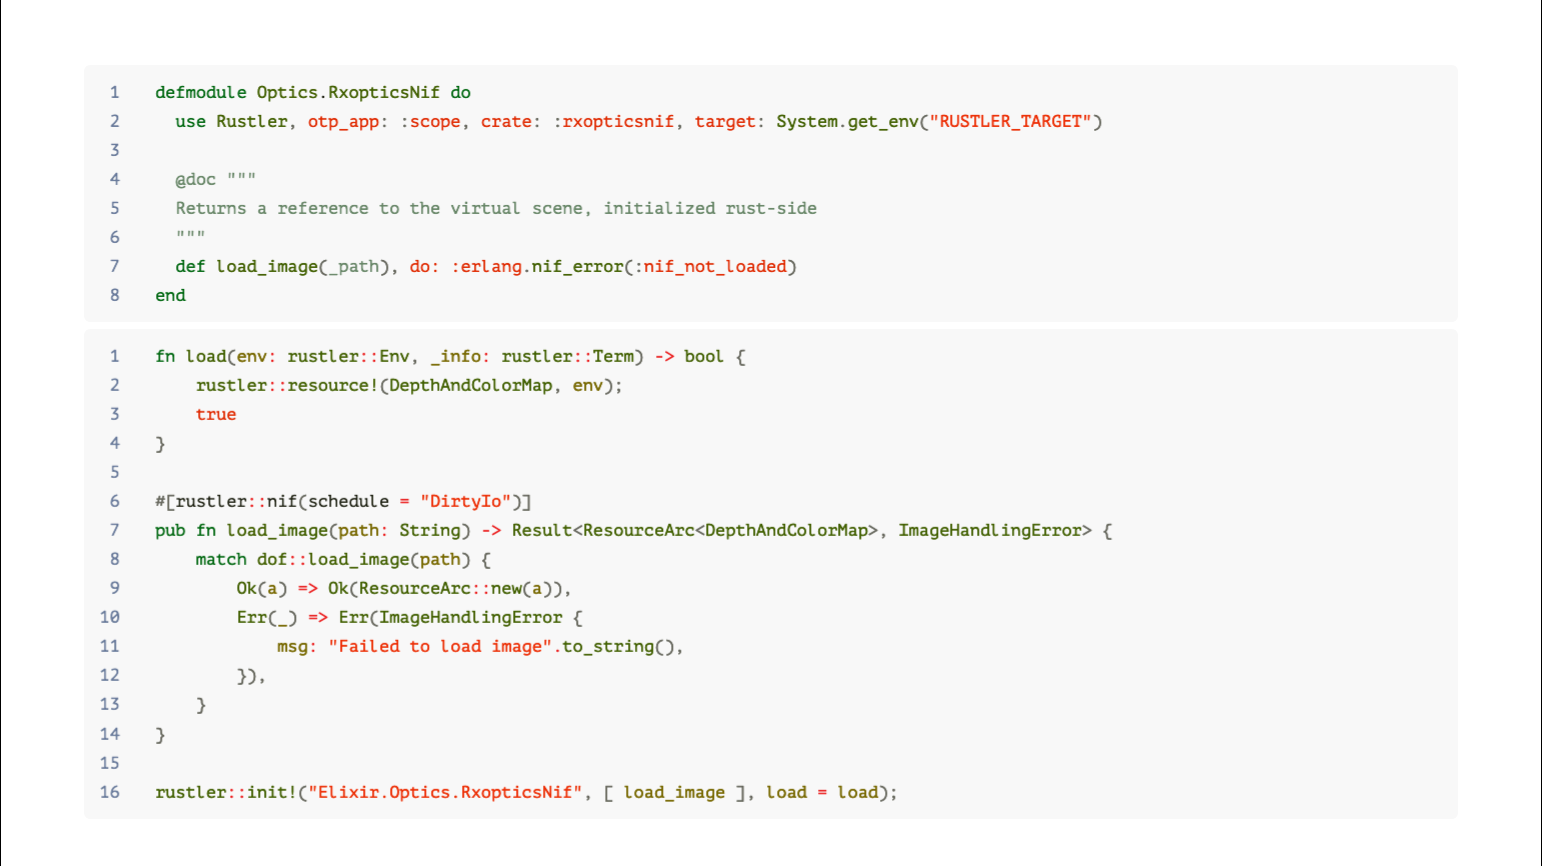 1 defmodule Optics.RxopticsNif do
2   use Rustler, otp_app: :scope, crate: :rxopticsnif, target: System.get_env("RUSTLER_TARGET")
3
4   @doc """
5   Returns a reference to the virtual scene, initialized rust-side
6   """
7   def load_image(_path), do: :erlang.nif_error(:nif_not_loaded)
8 end
1 fn load(env: rustler::Env, _info: rustler::Term) -> bool {
2     rustler::resource!(DepthAndColorMap, env);
3     true
4 }
5
6 #[rustler::nif(schedule = "DirtyIo")]
7 pub fn load_image(path: String) -> Result<ResourceArc<DepthAndColorMap>, ImageHandlingError> {
8     match dof::load_image(path) {
9         Ok(a) => Ok(ResourceArc::new(a)),
10         Err(_) => Err(ImageHandlingError {
11             msg: "Failed to load image".to_string(),
12         }),
13     }
14 }
15
16 rustler::init!("Elixir.Optics.RxopticsNif", [ load_image ], load = load);